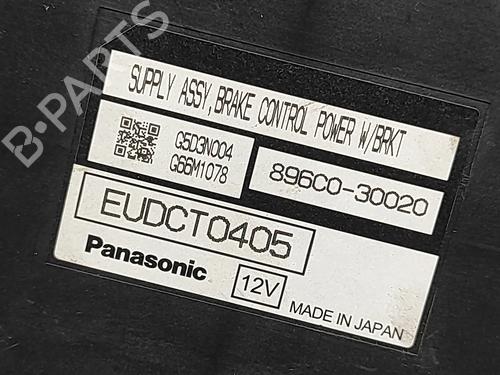 B-PARTS
SUPPLY ASSY, BRAKE CONTROL POWER W/BRKT
G5D3N004
G66M1078
896C0-30020
EUDCT0405
Panasonic
12V
MADE IN JAPAN